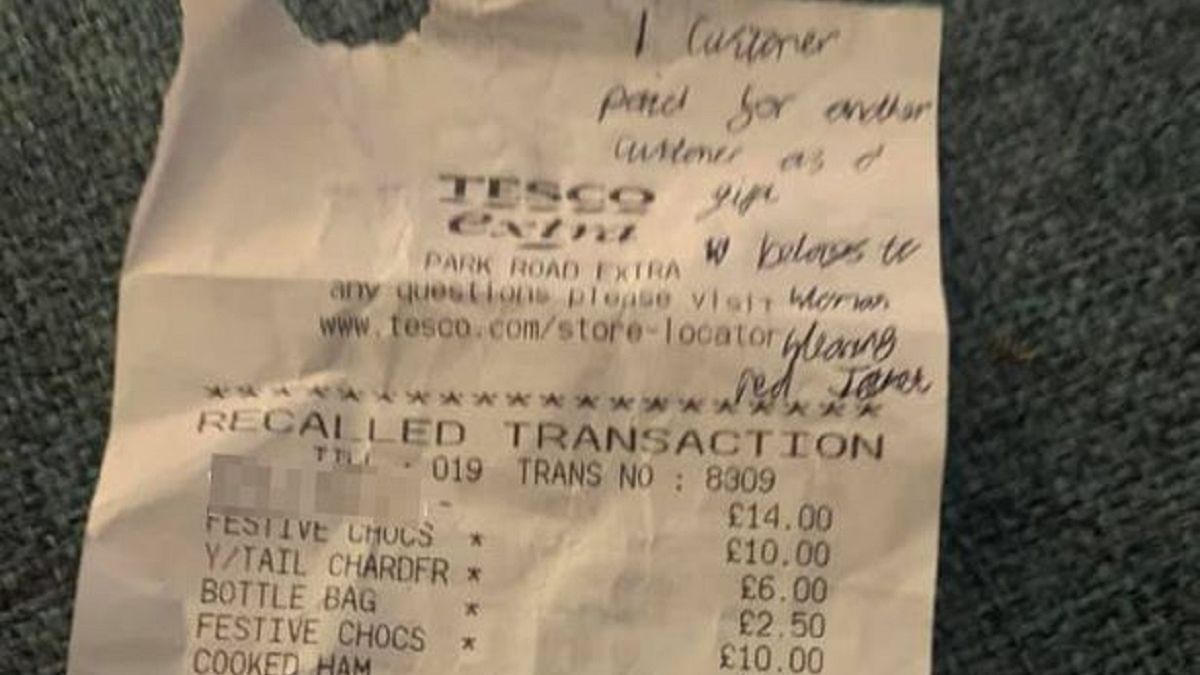 1 Customer
paid for another
customer as a
gift
TESCO
extra
belongs to
PARK ROAD EXTRA
woman
any questions please visit
wearing
www.tesco.com/store-locator
red
*******************
RECALLED TRANSACTION
019 TRANS NO : 8309
£14.00
FESTIVE CHOCS * £10.00
Y/TAIL CHARDFR * £6.00
BOTTLE BAG * £2.50
FESTIVE CHOCS * £10.00
COOKED HAM